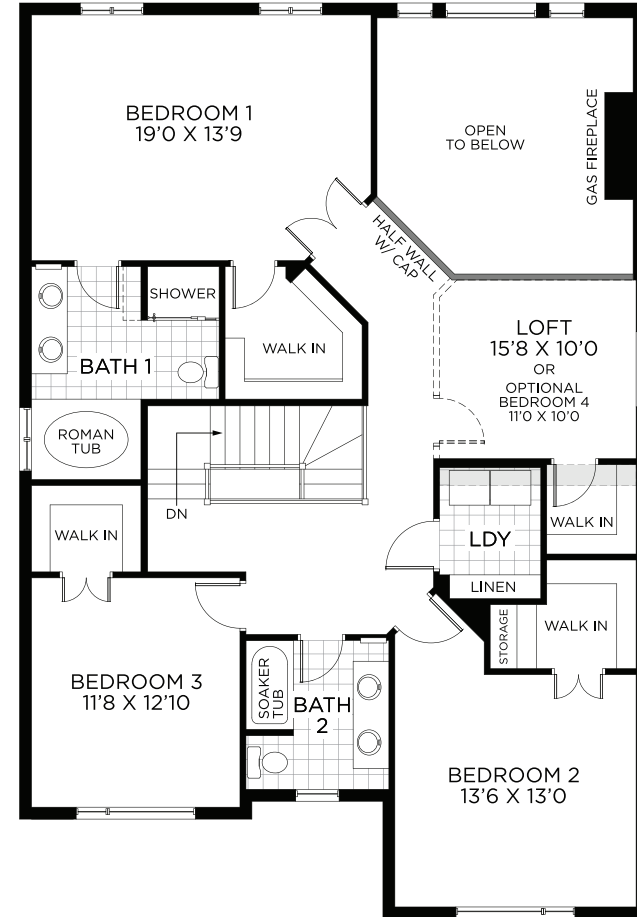 BEDROOM 1
19'0 X 13'9
OPEN
TO BELOW
GAS FIREPLACE
HALF WALL
W/ CAP
SHOWER
WALK IN
BATH 1
LOFT
15'8 X 10'0
OR
OPTIONAL
BEDROOM 4
11'0 X 10'0
ROMAN
TUB
DN
WALK IN
LDY
WALK IN
LINEN
STORAGE
WALK IN
BEDROOM 3
11'8 X 12'10
SOAKER
TUB
BATH
2
BEDROOM 2
13'6 X 13'0